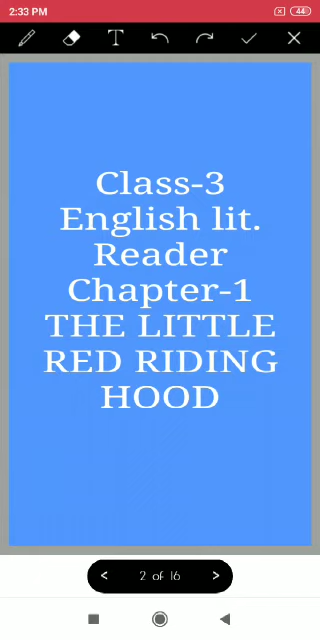 2:33 PM
44
T
Class-3
English lit.
Reader
Chapter-1
THE LITTLE
RED RIDING
HOOD
< 2 of 16 >